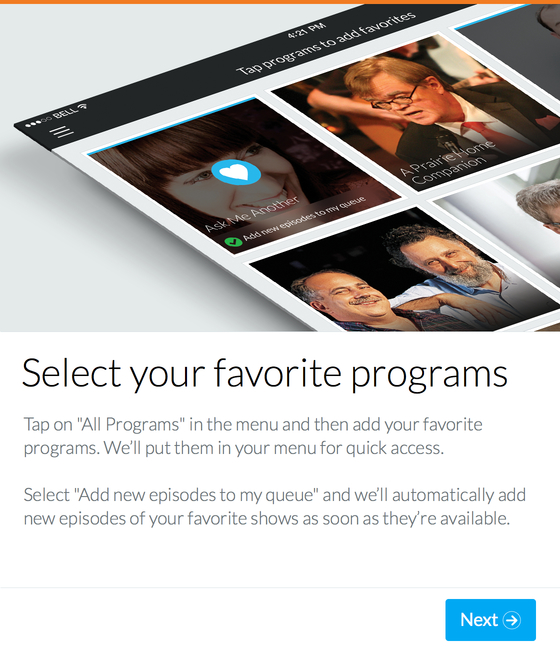 4:21 PM
Tap programs to add favorites
BELL
A Prairie Home
Companion
Ask Me Another
Add new episodes to my queue
Select your favorite programs
Tap on "All Programs" in the menu and then add your favorite
programs. We’ll put them in your menu for quick access.
Select "Add new episodes to my queue" and we’ll automatically add
new episodes of your favorite shows as soon as they’re available.
Next